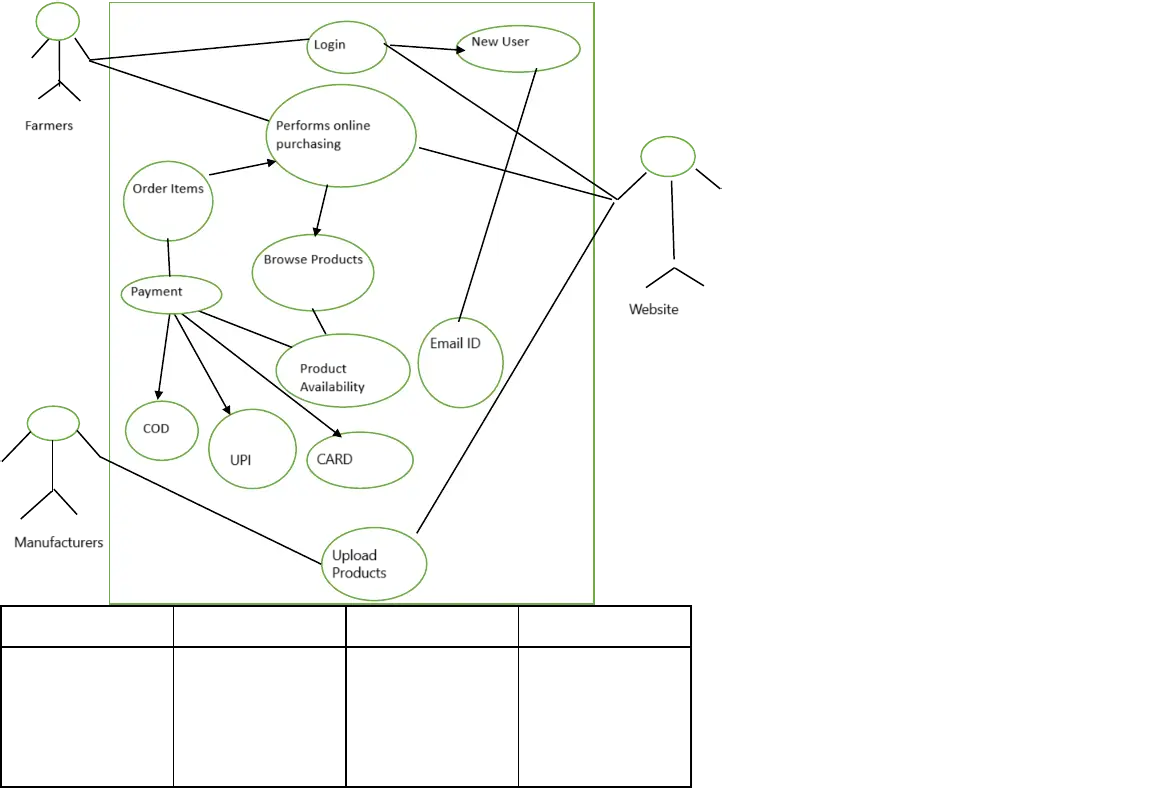 Login
New User
Farmers
Performs online
purchasing
Order Items
Browse Products
Payment
Website
Email ID
Product
Availability
COD
UPI
CARD
Manufacturers
Upload
Products